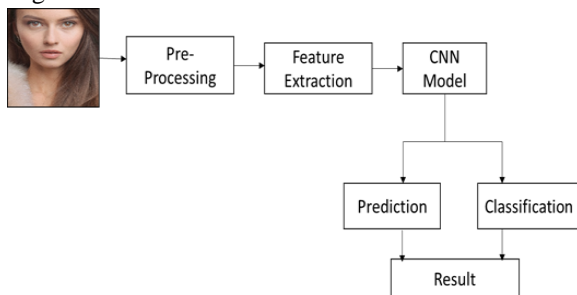 Pre-
Processing
Feature
Extraction
CNN
Model
Prediction
Classification
Result